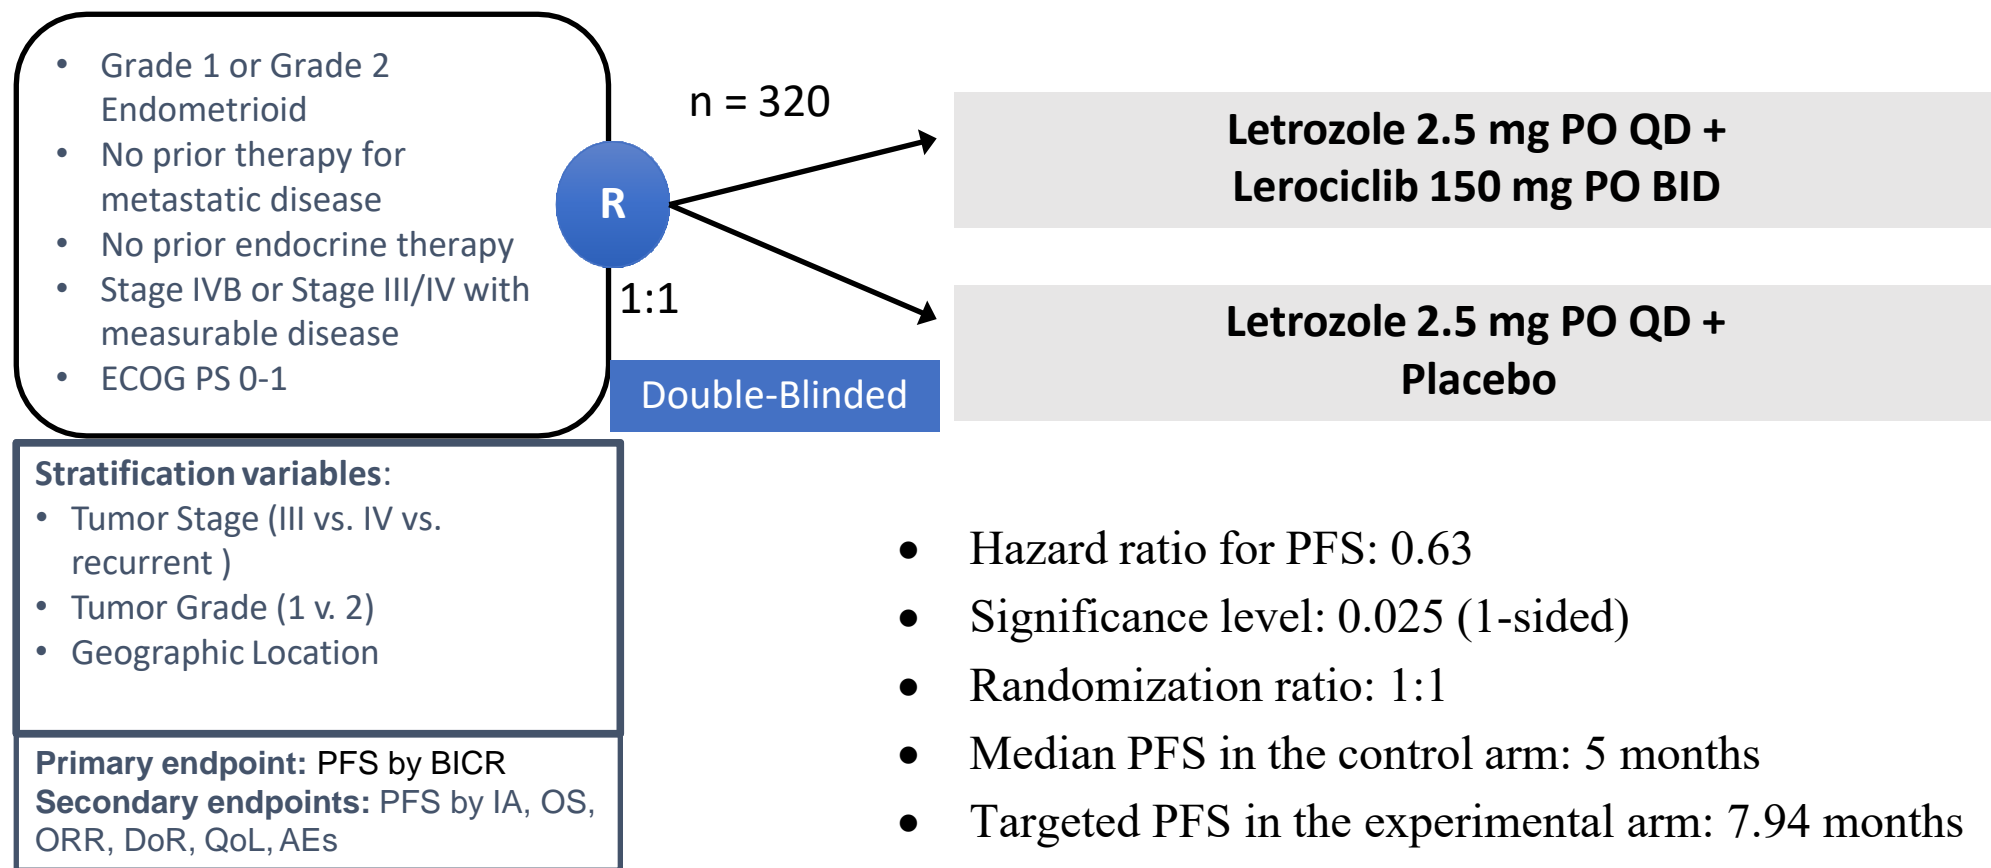 • Grade 1 or Grade 2
Endometrioid
• No prior therapy for
metastatic disease
• No prior endocrine therapy
• Stage IVB or Stage III/IV with
measurable disease
• ECOG PS 0-1
R
n = 320
1:1
Double-Blinded
Letrozole 2.5 mg PO QD +
Lerociclib 150 mg PO BID
Letrozole 2.5 mg PO QD +
Placebo
Stratification variables:
• Tumor Stage (III vs. IV vs.
recurrent )
• Tumor Grade (1 v. 2)
• Geographic Location
Primary endpoint: PFS by BICR
Secondary endpoints: PFS by IA, OS,
ORR, DoR, QoL, AEs
• Hazard ratio for PFS: 0.63
• Significance level: 0.025 (1-sided)
• Randomization ratio: 1:1
• Median PFS in the control arm: 5 months
• Targeted PFS in the experimental arm: 7.94 months